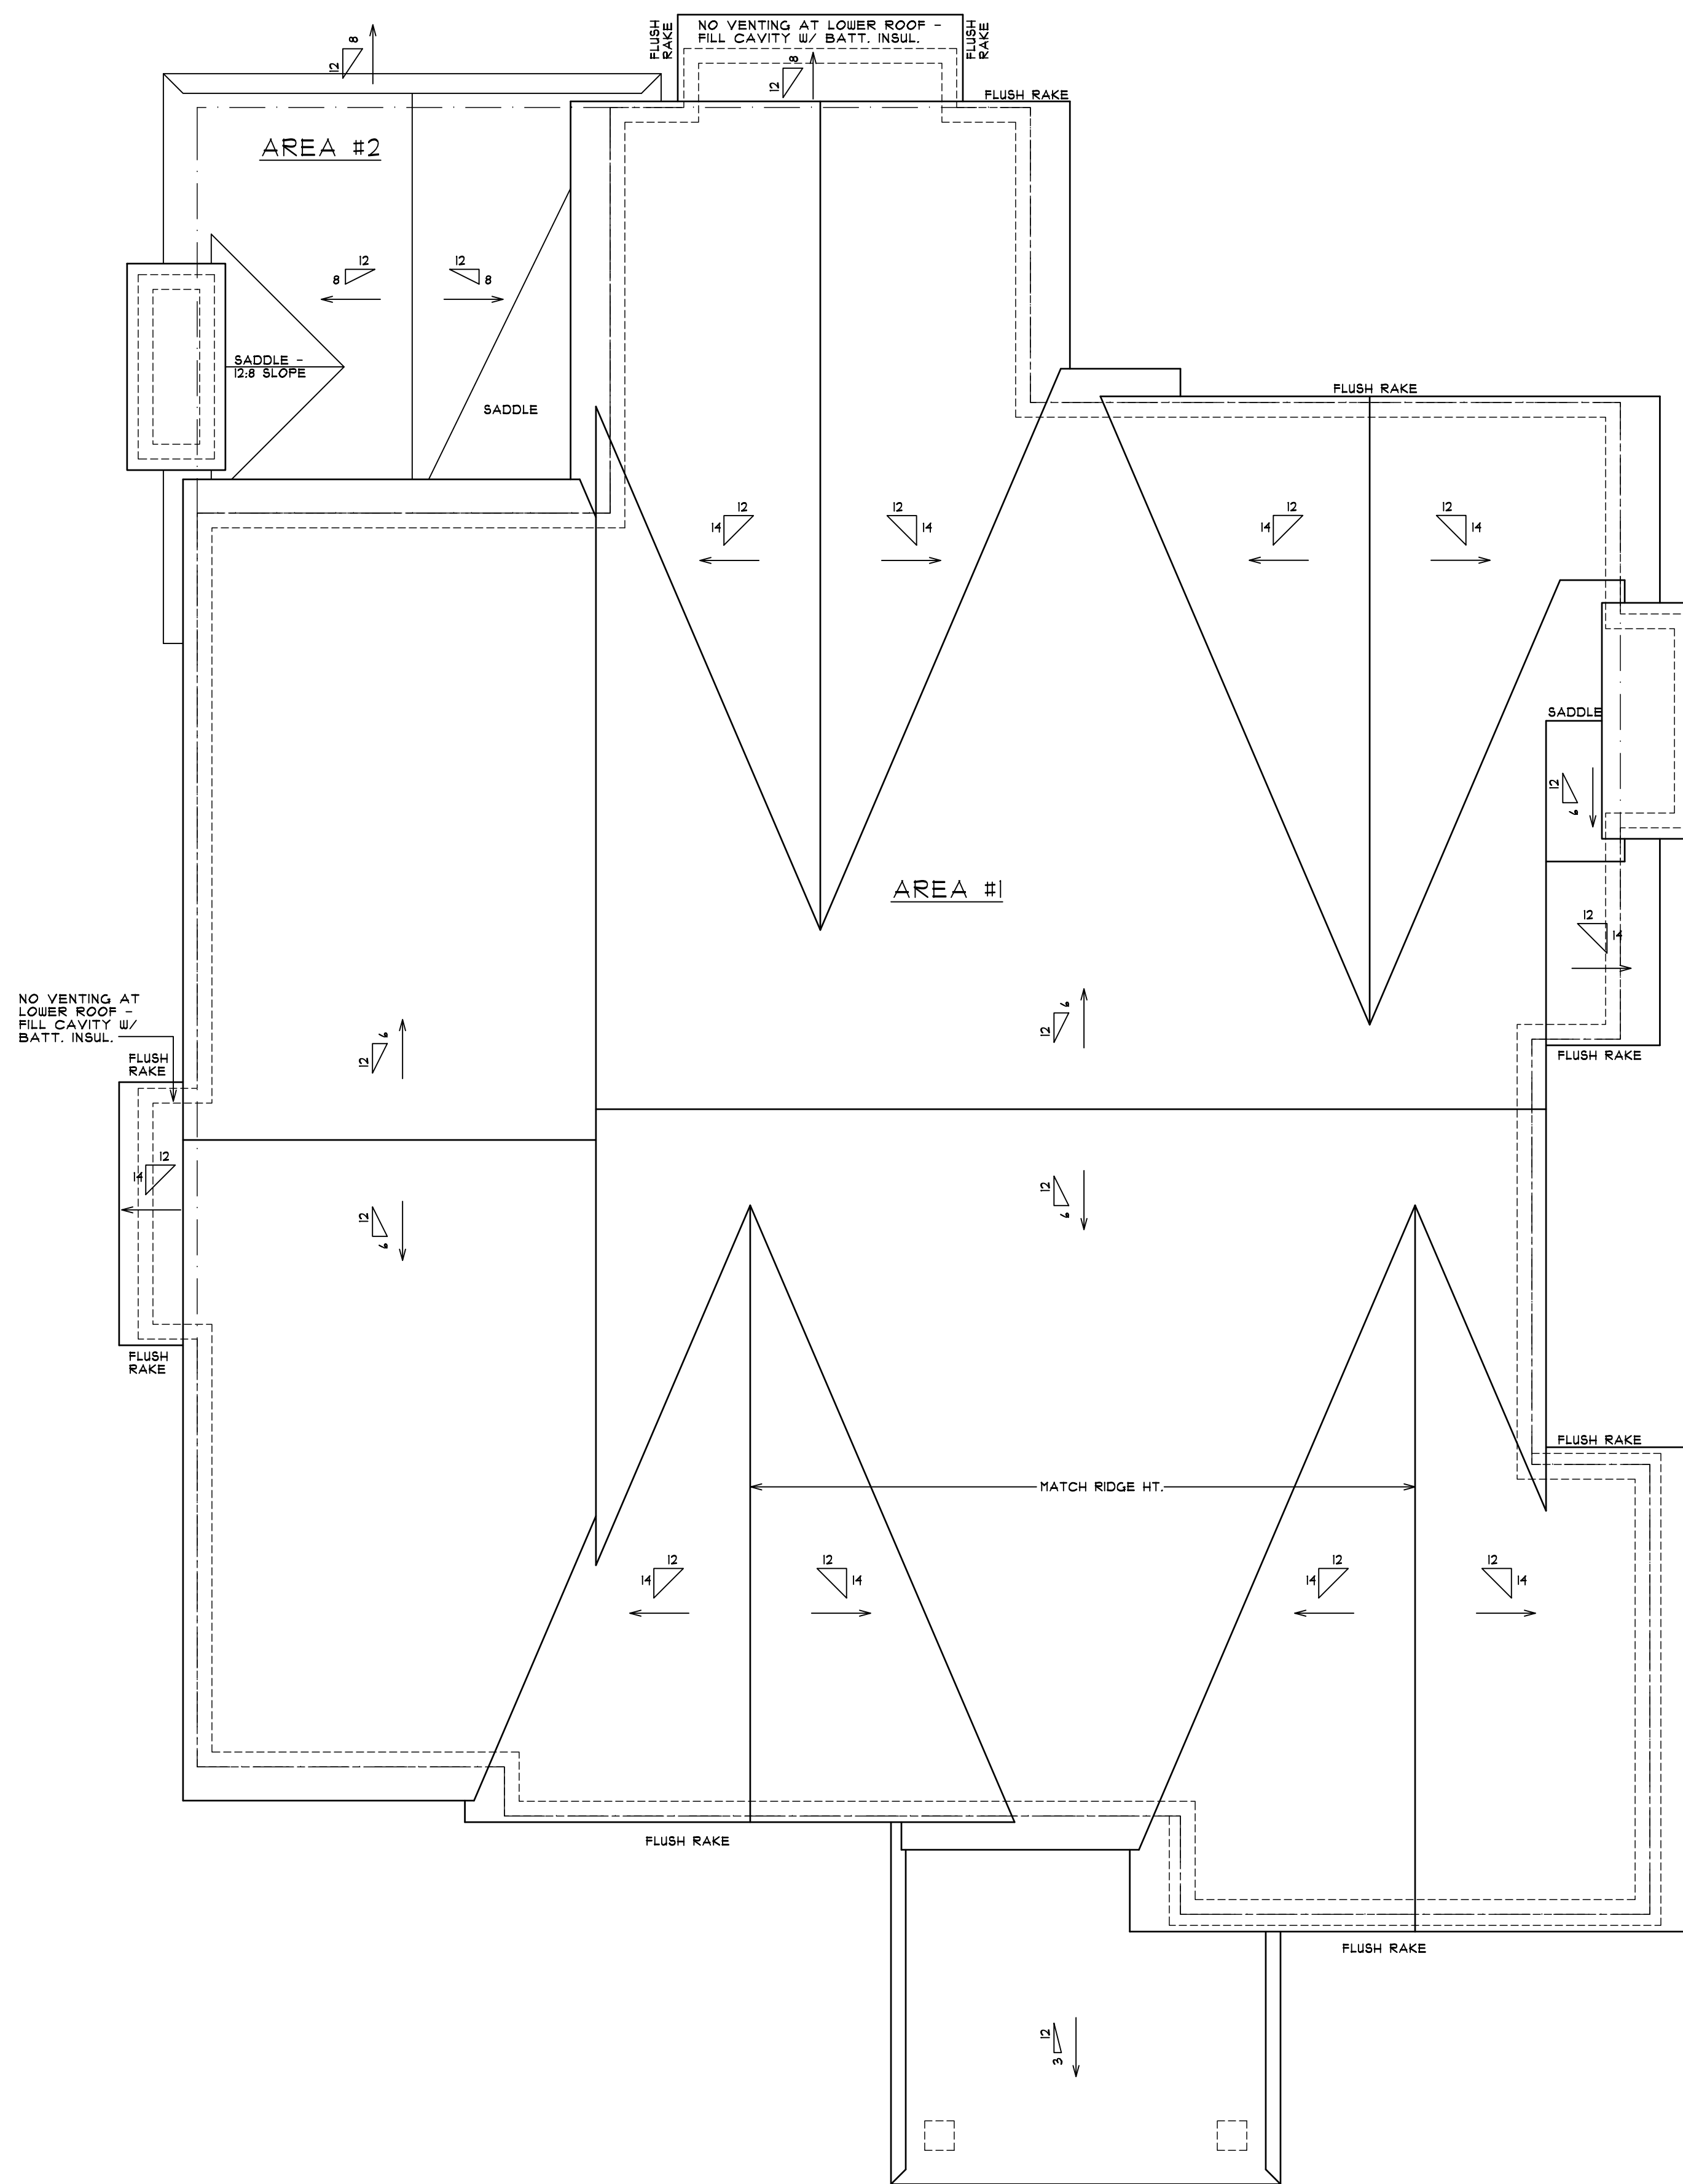 NO VENTING AT LOWER ROOF -
FILL CAVITY W/ BATT. INSUL.
FLUSH
RAKE
FLUSH
RAKE
8
12
8
12
FLUSH RAKE
AREA #2
12
8
12
8
SADDLE -
12:8 SLOPE
SADDLE
FLUSH RAKE
12
14
12
14
12
14
12
14
SADDLE
12
6
AREA #1
12
14
NO VENTING AT
LOWER ROOF -
FILL CAVITY W/
BATT. INSUL.
6
12
6
12
FLUSH RAKE
FLUSH
RAKE
12
14
12
6
12
6
FLUSH
RAKE
FLUSH RAKE
MATCH RIDGE HT.
12
14
12
14
12
14
12
14
FLUSH RAKE
FLUSH RAKE
12
3